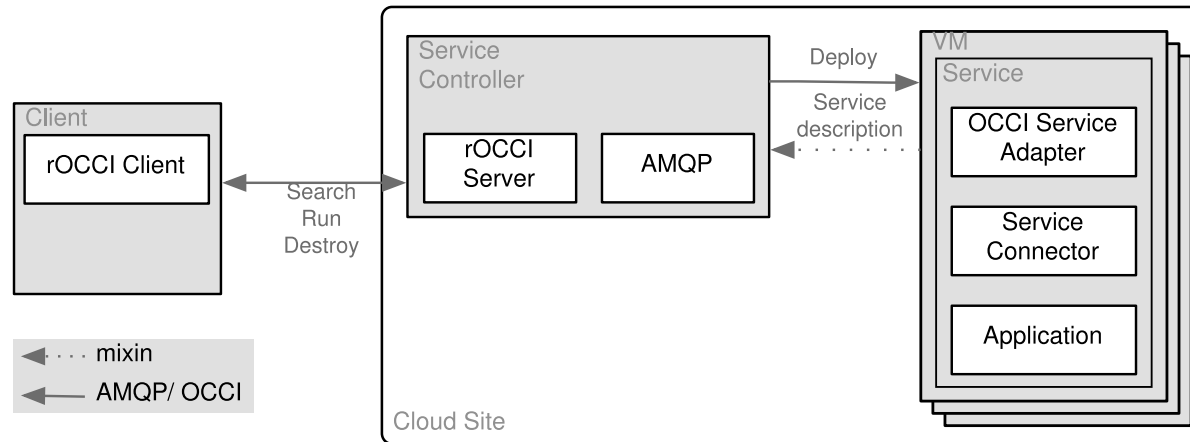 Client
rOCCI Client
Search
Run
Destroy
Service
Controller
rOCCI
Server
AMQP
Deploy
Service
description
VM
Service
OCCI Service
Adapter
Service
Connector
Application
mixin
AMQP/ OCCI
Cloud Site